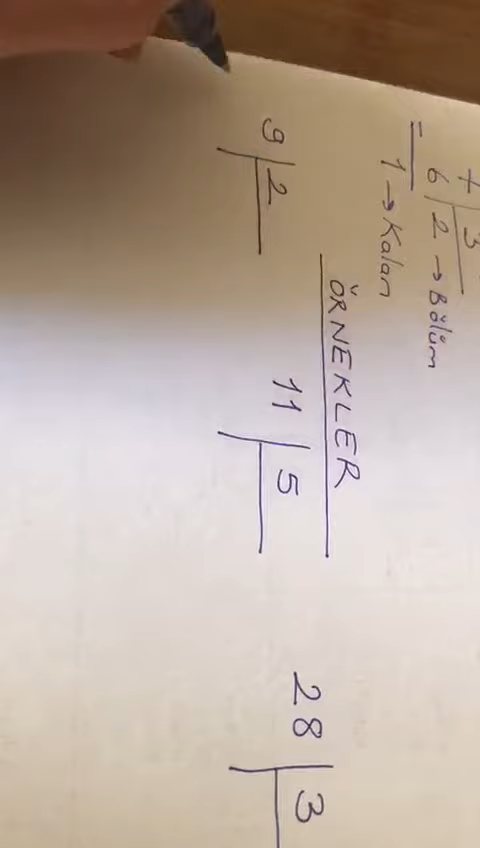 7 3
- 6 2 → Bölüm
1 → Kalan
ÖRNEKLER
9 2 11 5 28 3